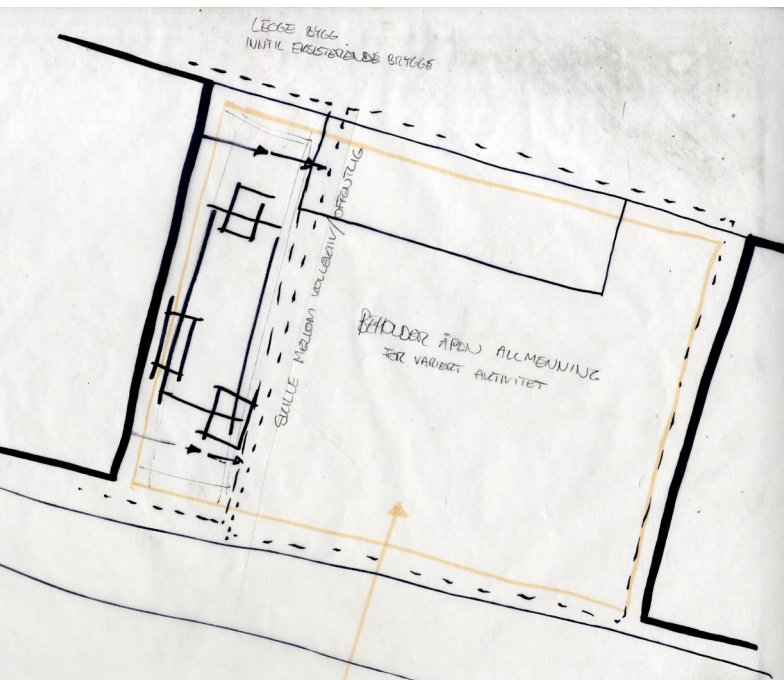 LEGGE BYGG
INNTIL EKSISTERENDE BRYGGE
SKILLE MELLOM KOLLEKTIV/OFFENTLIG
BEHOLDER ÅPEN ALLMENNING
FOR VARIERT AKTIVITET